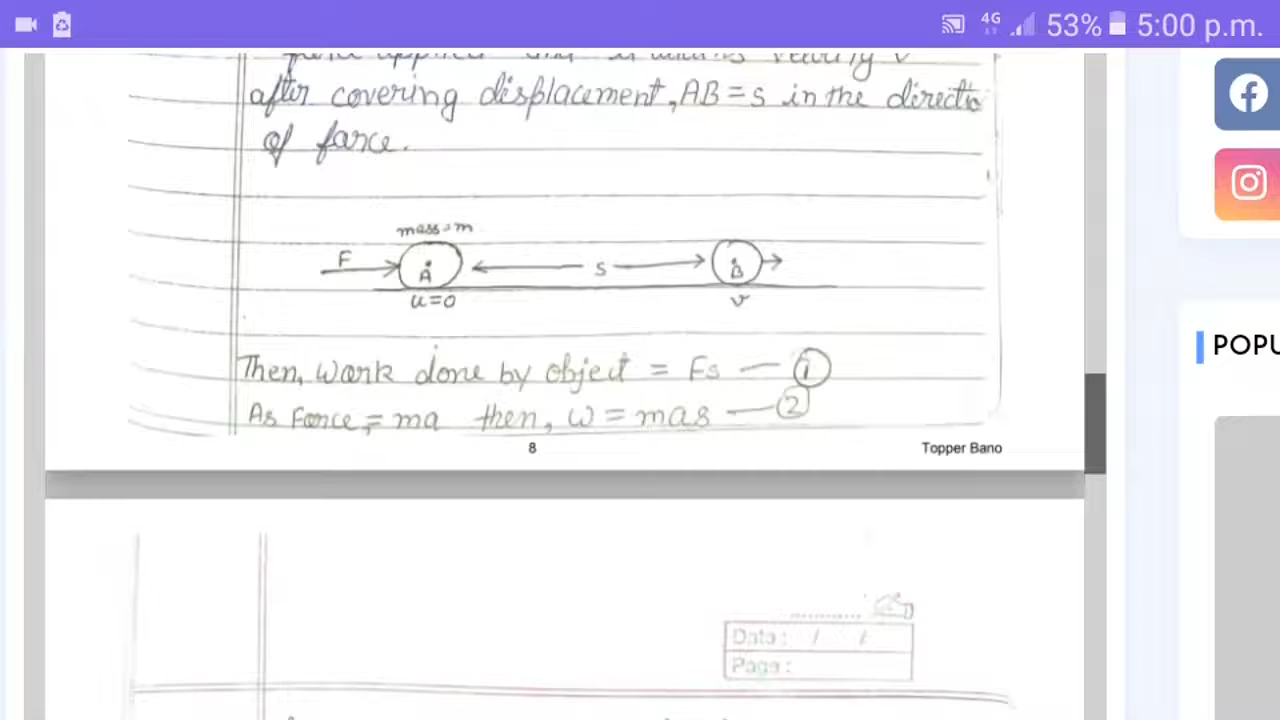 4G 53% 5:00 p.m.
after covering displacement, AB = s in the directio
of force.
mass = m
F A s B
u=0 v
Then, Work done by object = Fs — ①
As Force, = ma then, W = mas — ②
8 Topper Bano
POPU
Date: / /
Page: